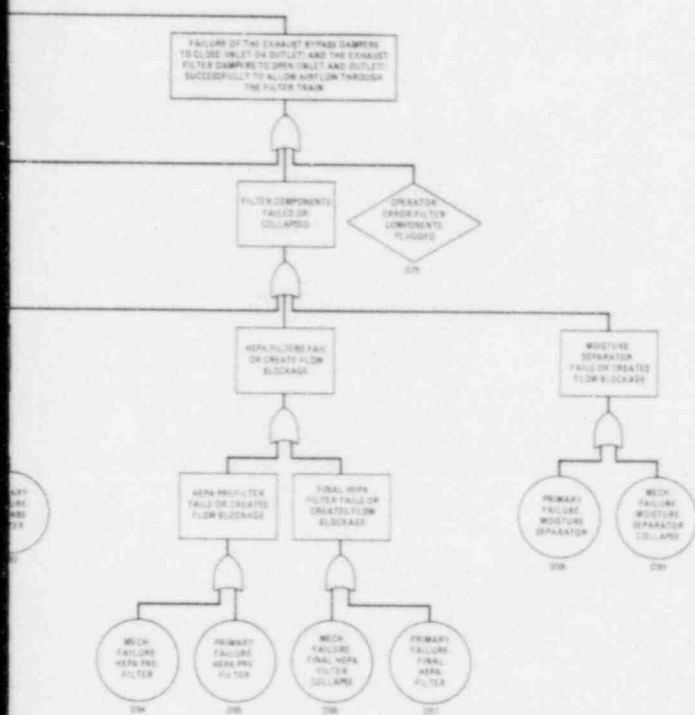 FAILURE OF THE EXHAUST BYPASS DAMPERS
TO CLOSE (INLET OR OUTLET) AND THE EXHAUST
FILTER DAMPERS TO OPEN (INLET AND OUTLET)
SUCCESSFULLY TO ALLOW AIRFLOW THROUGH
THE FILTER TRAIN
FILTER COMPONENTS
FAILED OR
COLLAPSED
OPERATOR
ERROR FILTER
COMPONENTS
PLUGGED
HEPA FILTERS FAIL
OR CREATE FLOW
BLOCKAGE
MOISTURE
SEPARATOR
FAILS OR CREATES
FLOW BLOCKAGE
HEPA PREFILTER
FAILS OR CREATES
FLOW BLOCKAGE
FINAL HEPA
FILTER FAILS OR
CREATES FLOW
BLOCKAGE
PRIMARY
FAILURE
MOISTURE
SEPARATOR
MECH
FAILURE
MOISTURE
SEPARATOR
COLLAPSE
MECH
FAILURE
HEPA PRE
FILTER
PRIMARY
FAILURE
HEPA PRE
FILTER
MECH
FAILURE
FINAL HEPA
FILTER
COLLAPSE
PRIMARY
FAILURE
FINAL
HEPA
FILTER